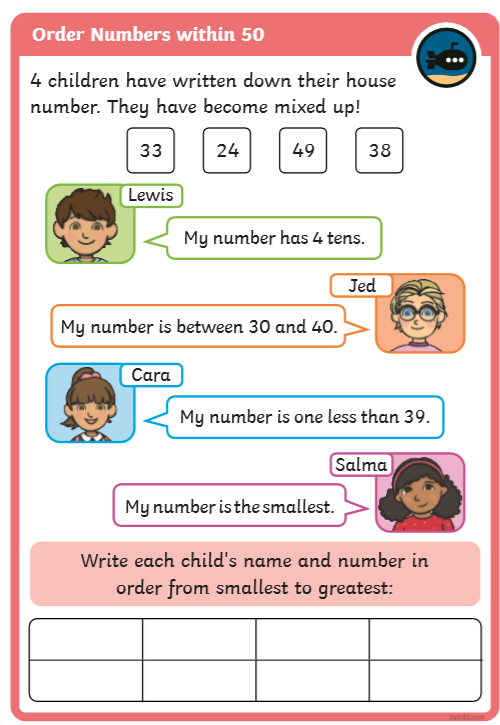 Order Numbers within 50
4 children have written down their house
number. They have become mixed up!
33 24 49 38
Lewis
My number has 4 tens.
Jed
My number is between 30 and 40.
Cara
My number is one less than 39.
Salma
My number is the smallest.
Write each child's name and number in
order from smallest to greatest:
twinkl.com